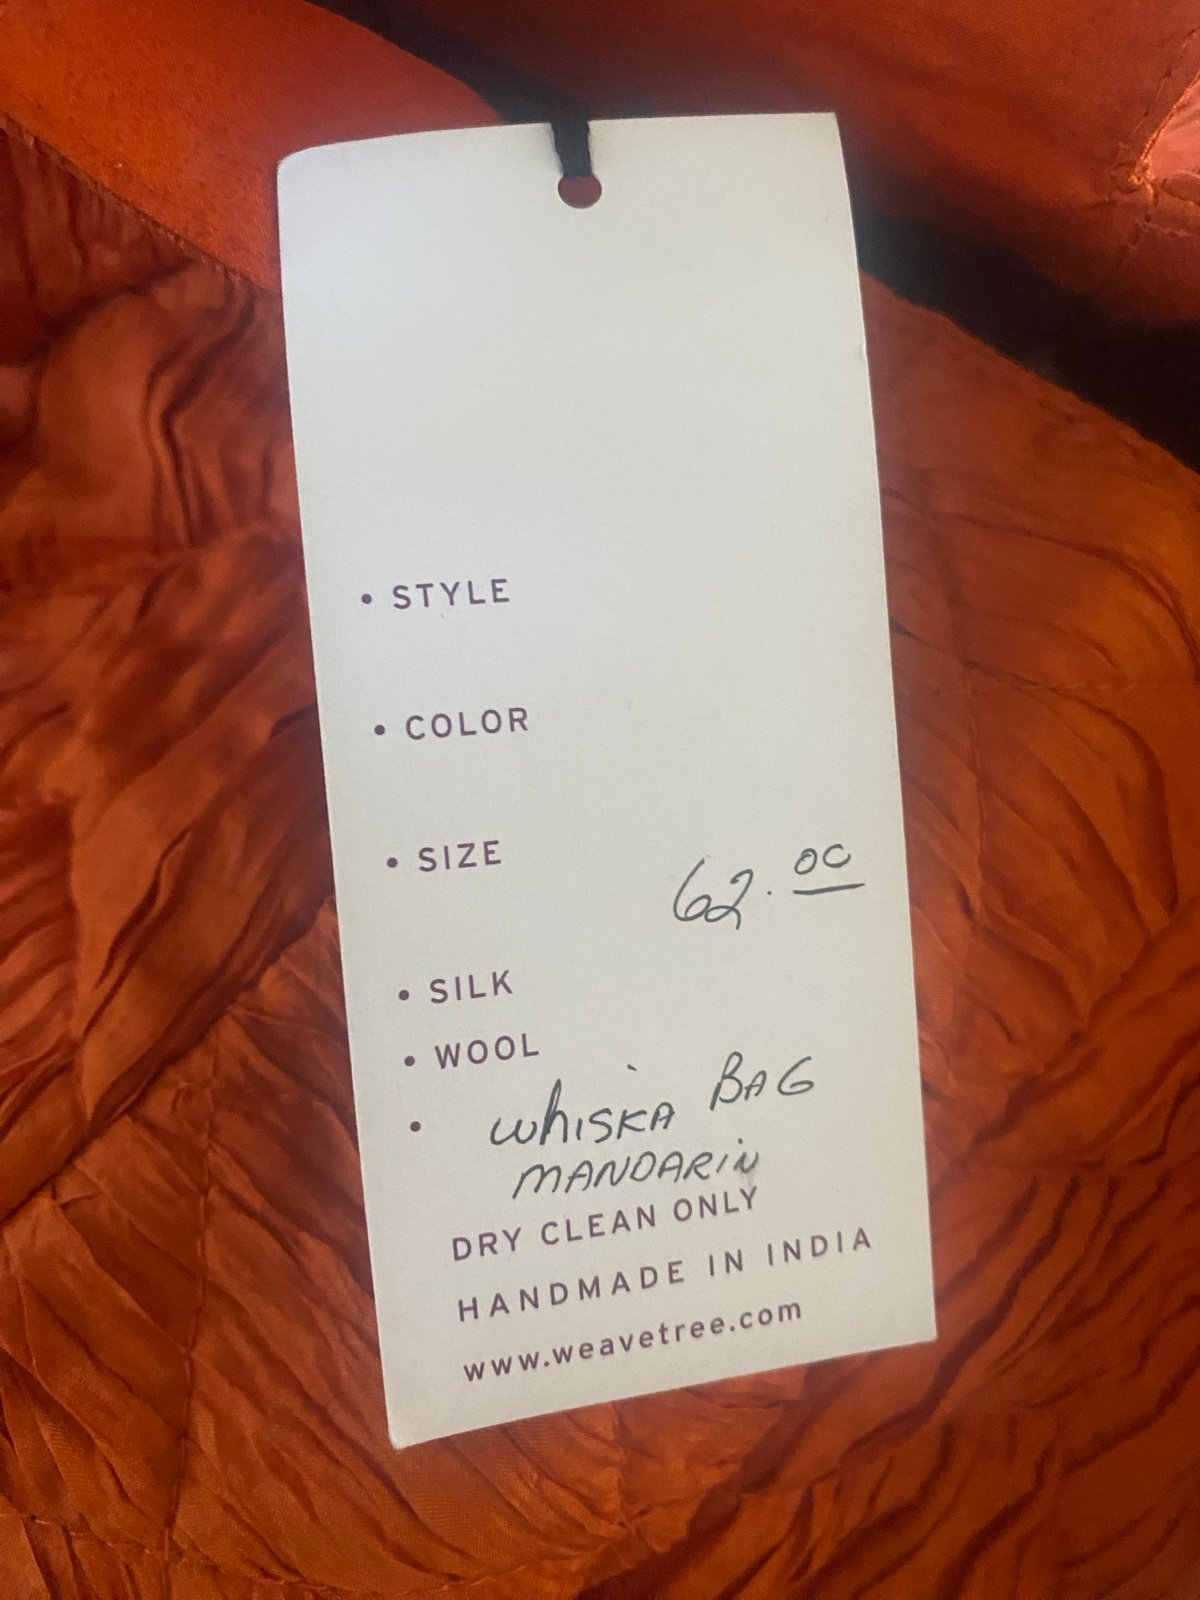 • STYLE
• COLOR
• SIZE
62.00
• SILK
• WOOL
• WhisKA BAG
MANDARiN
DRY CLEAN ONLY
HANDMADE IN INDIA
www.weavetree.com